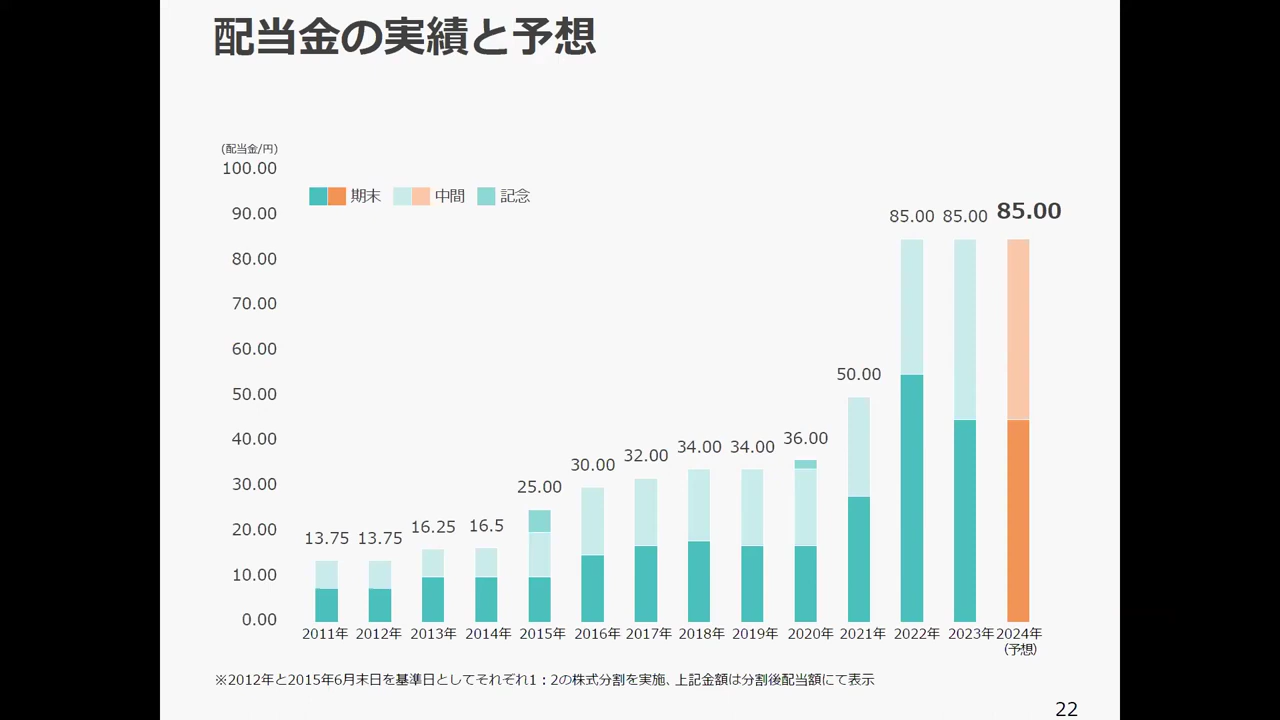 配当金の実績と予想
(配当金/円)
100.00
90.00
80.00
70.00
60.00
50.00
40.00
30.00
20.00
10.00
0.00
期末 中間 記念
13.75 13.75 16.25 16.5 25.00 30.00 32.00 34.00 34.00 36.00 50.00 85.00 85.00 85.00
2011年 2012年 2013年 2014年 2015年 2016年 2017年 2018年 2019年 2020年 2021年 2022年 2023年 2024年
(予想)
※2012年と2015年6月末日を基準日としてそれぞれ1：2の株式分割を実施、上記金額は分割後配当額にて表示
22